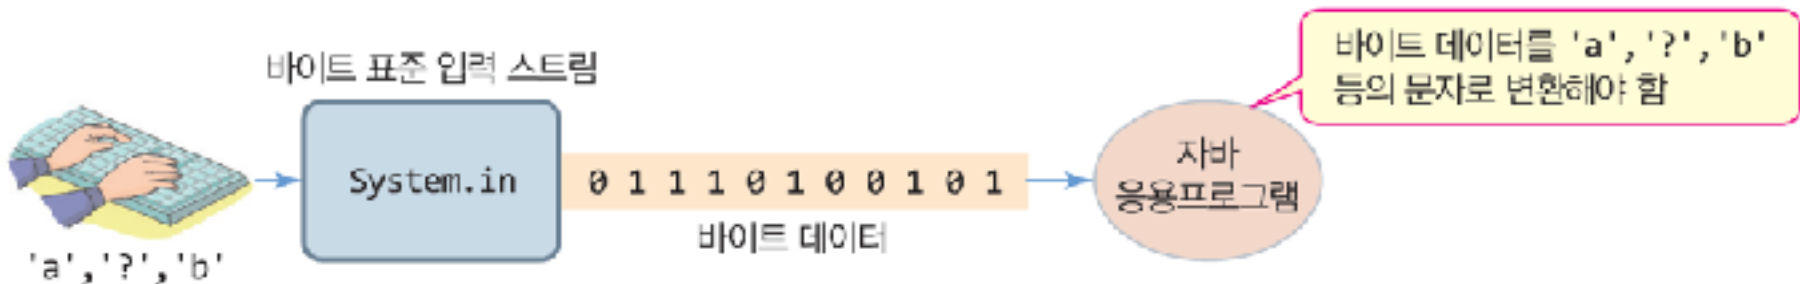 바이트 표준 입력 스트림
'a','?','b'
System.in
0 1 1 1 0 1 0 0 1 0 1
바이트 데이터
자바
응용프로그램
바이트 데이터를 'a','?','b'
등의 문자로 변환해야 함